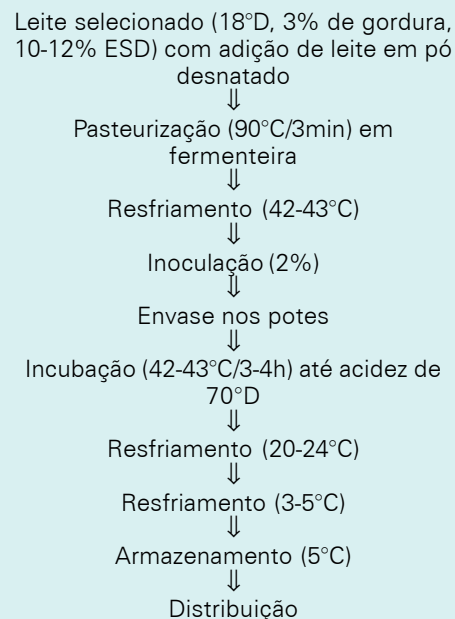 Leite selecionado (18°D, 3% de gordura,
10-12% ESD) com adição de leite em pó
desnatado
⇓
Pasteurização (90°C/3min) em
fermenteira
⇓
Resfriamento (42-43°C)
⇓
Inoculação (2%)
⇓
Envase nos potes
⇓
Incubação (42-43°C/3-4h) até acidez de
70°D
⇓
Resfriamento (20-24°C)
⇓
Resfriamento (3-5°C)
⇓
Armazenamento (5°C)
⇓
Distribuição